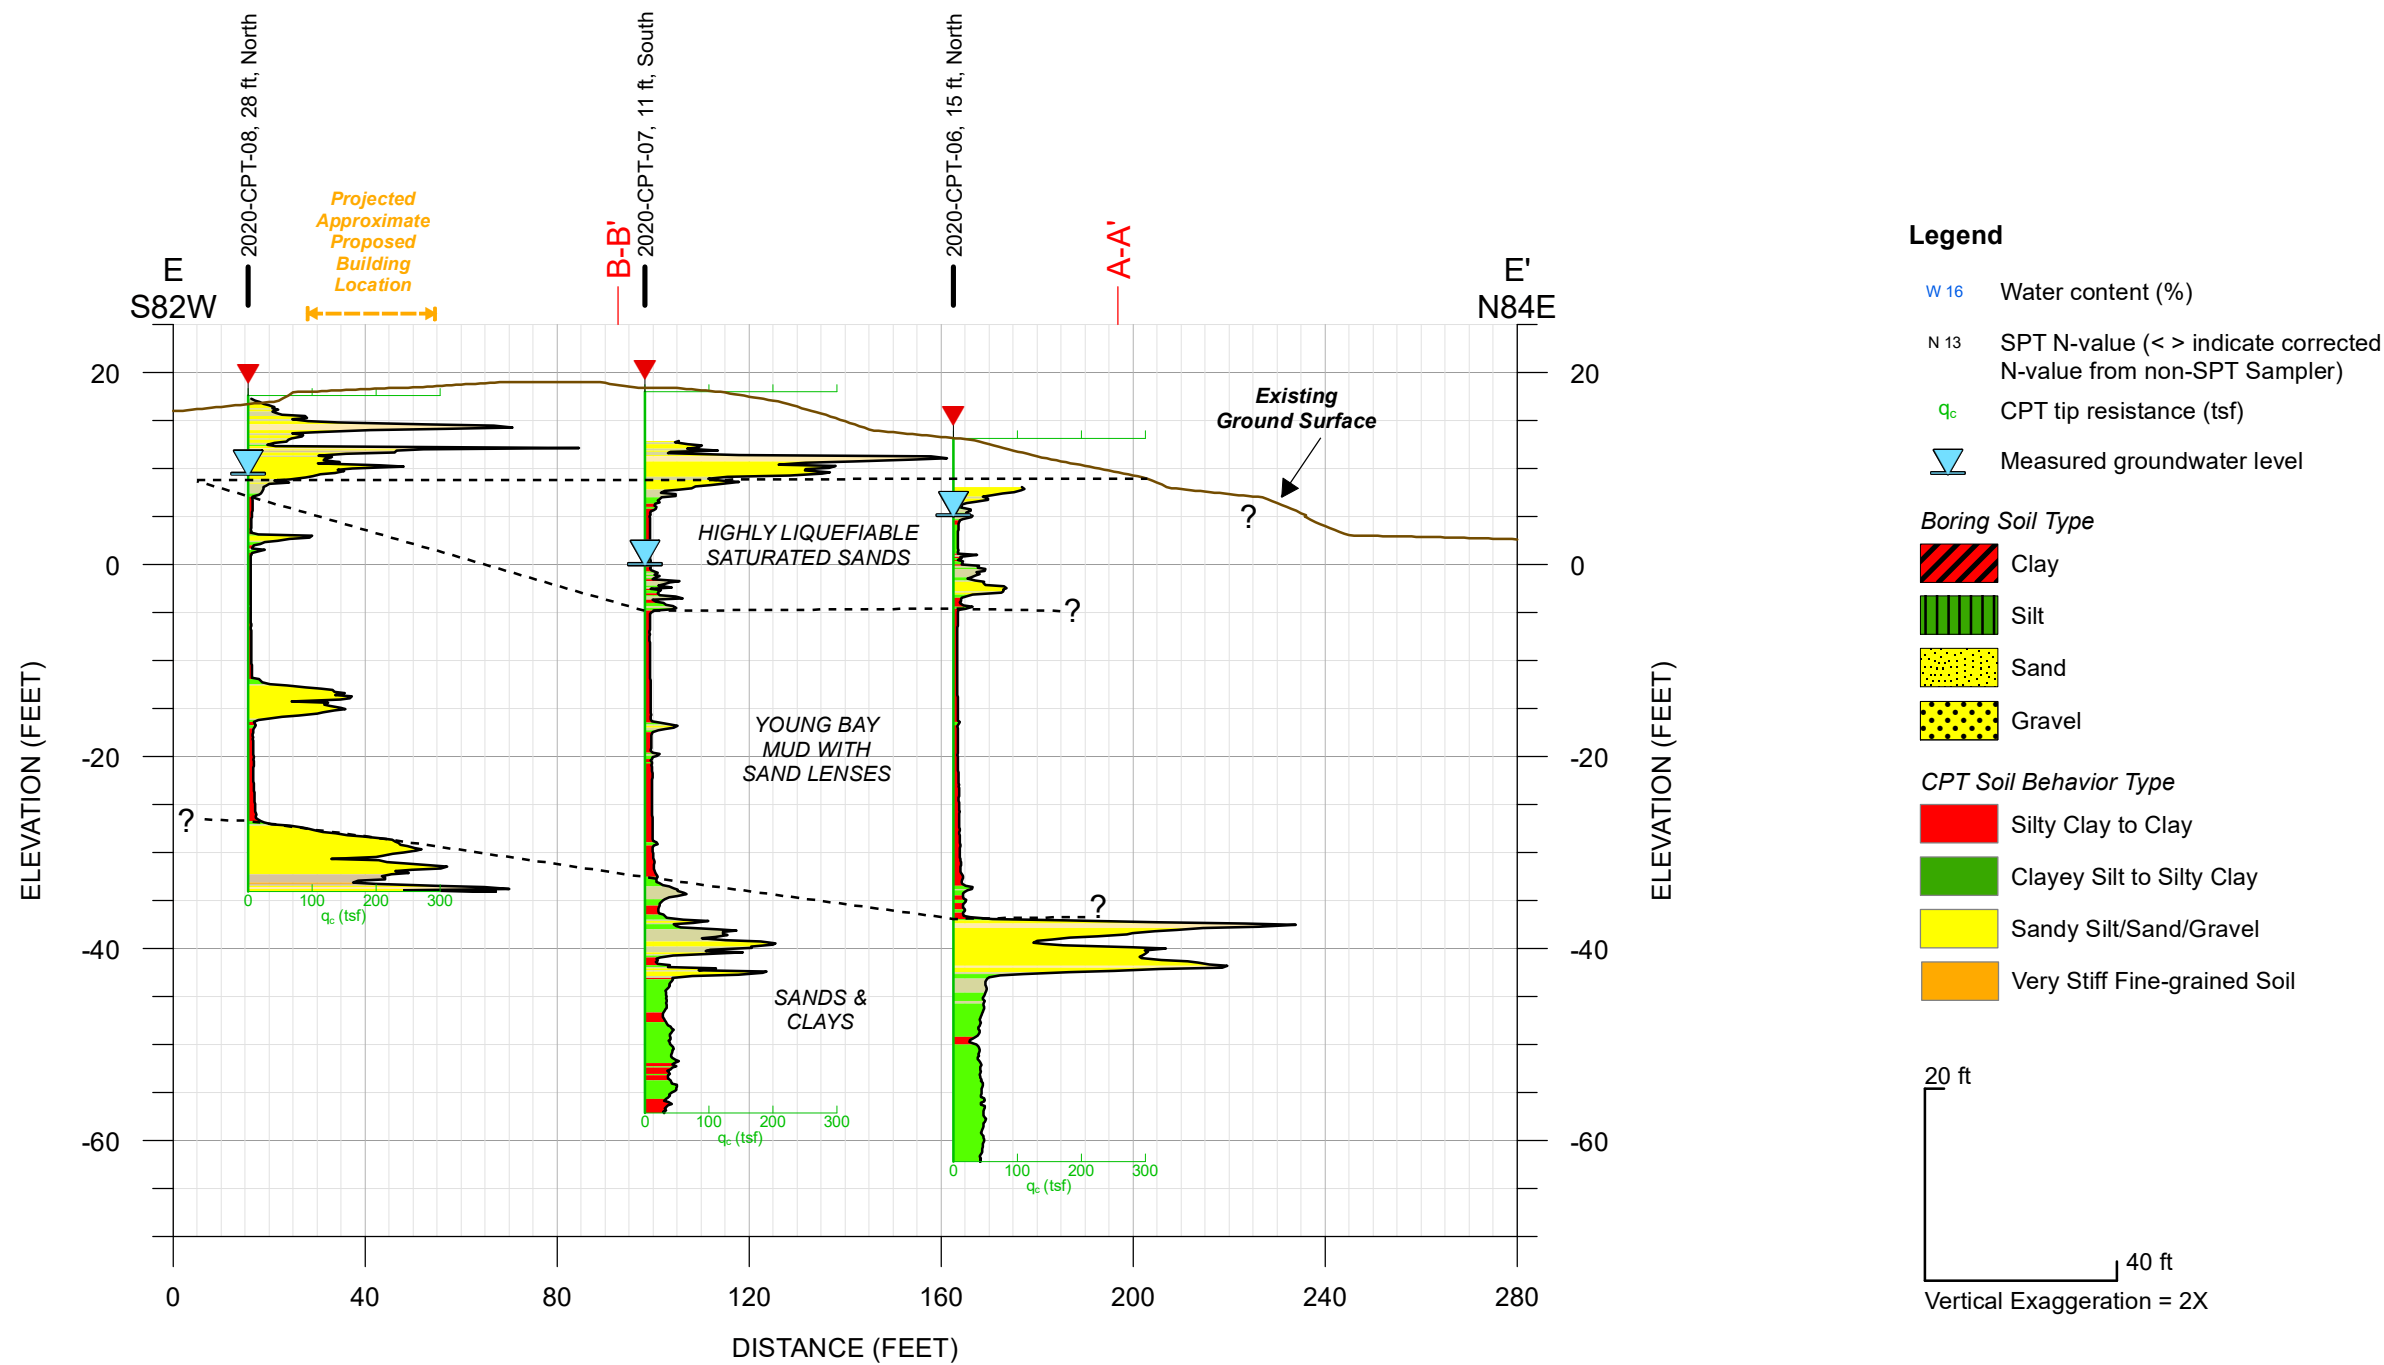 2020-CPT-08, 28 ft, North
2020-CPT-07, 11 ft, South
2020-CPT-06, 15 ft, North
Projected
Approximate
Proposed
Building
Location
B-B'
A-A'
E
S82W
E'
N84E
20
0
-20
-40
-60
ELEVATION (FEET)
20
0
-20
-40
-60
ELEVATION (FEET)
Existing
Ground Surface
?
HIGHLY LIQUEFIABLE
SATURATED SANDS
?
YOUNG BAY
MUD WITH
SAND LENSES
?
?
SANDS &
CLAYS
0 100 200 300
qc (tsf)
0 100 200 300
qc (tsf)
0 100 200 300
qc (tsf)
0 40 80 120 160 200 240 280
DISTANCE (FEET)
Legend
W 16 Water content (%)
N 13 SPT N-value (< > indicate corrected
N-value from non-SPT Sampler)
qc CPT tip resistance (tsf)
Measured groundwater level
Boring Soil Type
Clay
Silt
Sand
Gravel
CPT Soil Behavior Type
Silty Clay to Clay
Clayey Silt to Silty Clay
Sandy Silt/Sand/Gravel
Very Stiff Fine-grained Soil
20 ft
40 ft
Vertical Exaggeration = 2X